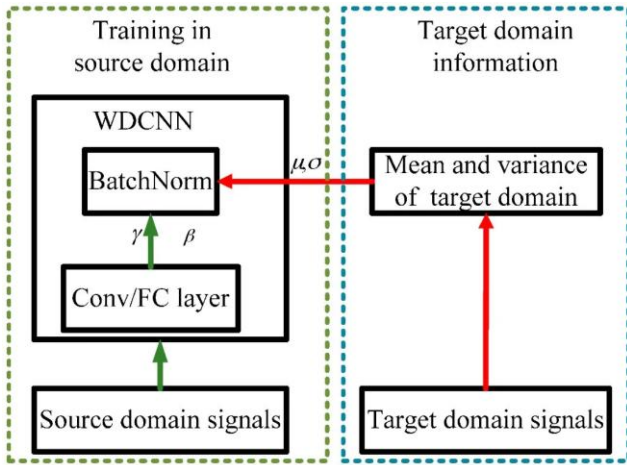 Training in
source domain
WDCNN
BatchNorm
γ β
Conv/FC layer
Source domain signals
Target domain
information
μ,σ
Mean and variance
of target domain
Target domain signals